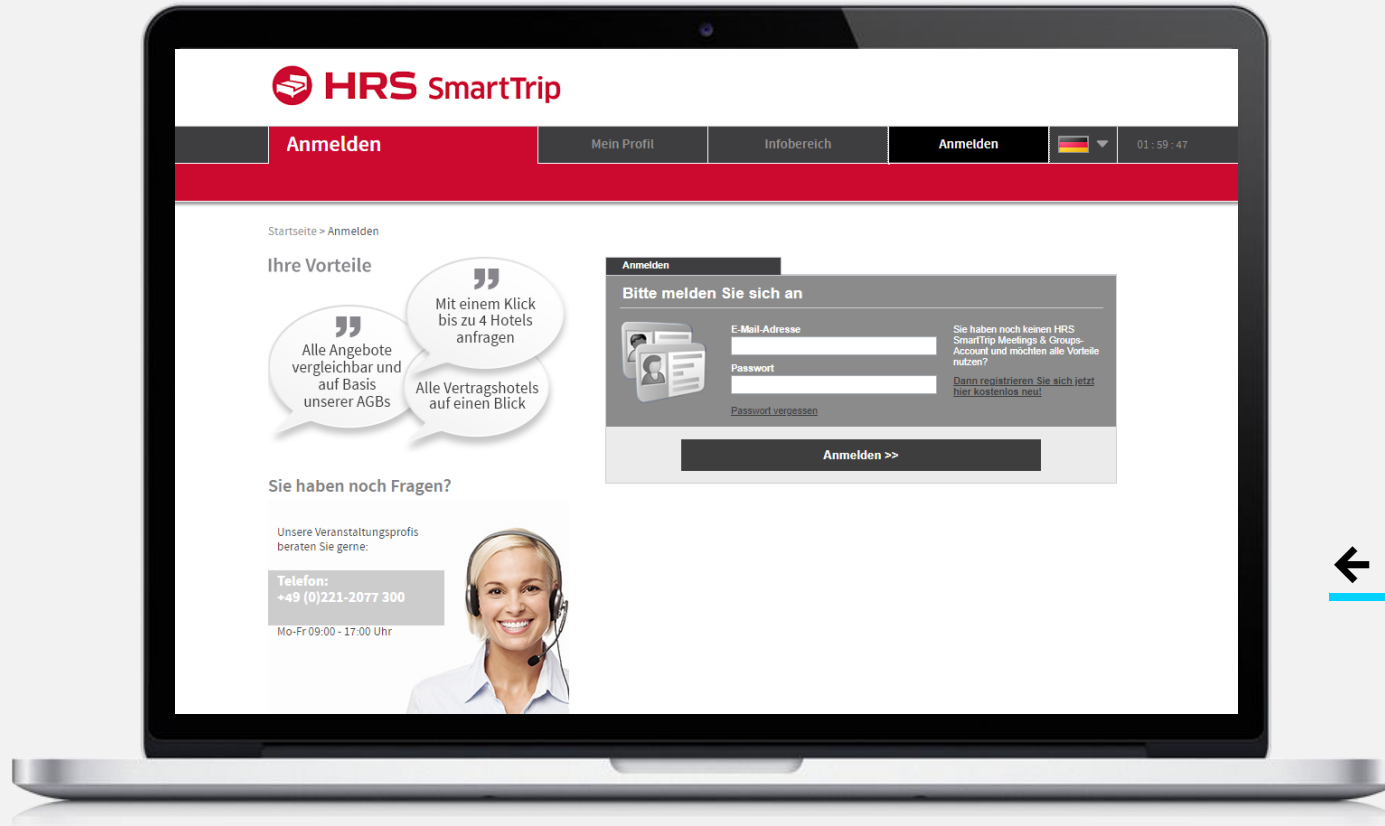 HRS SmartTrip
Anmelden
Mein Profil
Infobereich
Anmelden
01 : 59 : 47
Startseite > Anmelden
Ihre Vorteile
Mit einem Klick
bis zu 4 Hotels
anfragen
Alle Angebote
vergleichbar und
auf Basis
unserer AGBs
Alle Vertragshotels
auf einen Blick
Anmelden
Bitte melden Sie sich an
E-Mail-Adresse
Passwort
Passwort vergessen
Sie haben noch keinen HRS
SmartTrip Meetings & Groups-
Account und möchten alle Vorteile
nutzen?
Dann registrieren Sie sich jetzt
hier kostenlos neu!
Anmelden >>
Sie haben noch Fragen?
Unsere Veranstaltungsprofis
beraten Sie gerne:
Telefon:
+49 (0)221-2077 300
Mo-Fr 09:00 - 17:00 Uhr